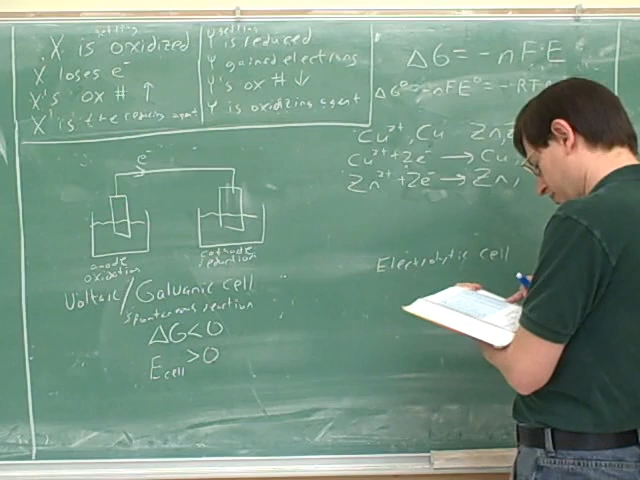 getting
X is oxidized
X loses e⁻
X's ox # ↑
X is the reducing agent
getting
Y is reduced
Y gained electrons
Y's ox # ↓
Y is oxidizing agent
ΔG = -nF·E
ΔG° = -nFE° = -RT
Cu²⁺, Cu Zn,
Cu²⁺ + 2e⁻ → Cu,
Zn²⁺ + 2e⁻ → Zn,
e⁻
anode
oxidation
cathode
reduction
Voltaic/Galvanic cell
spontaneous reaction
ΔG<0
Ecell >0
Electrolytic cell